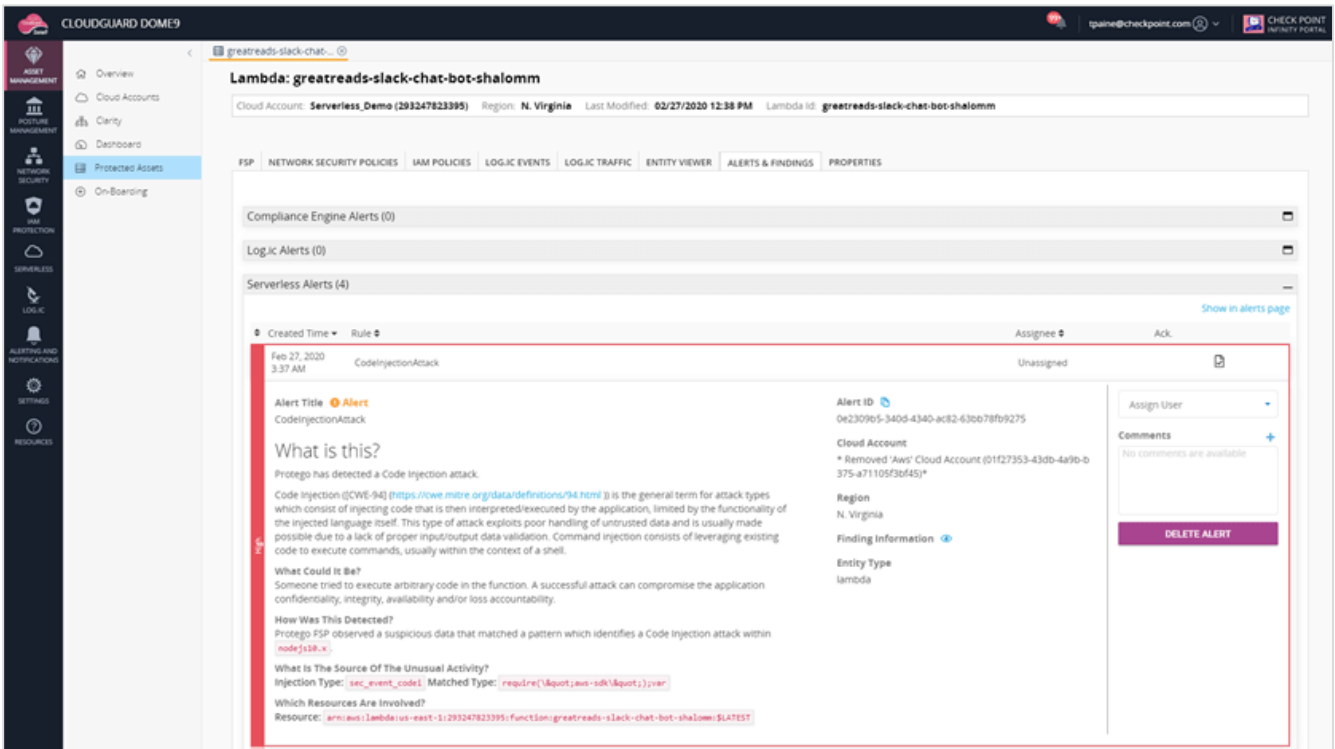 CLOUDGUARD DOME9
99+
tpaine@checkpoint.com
CHECK POINT
INFINITY PORTAL
ASSET
MANAGEMENT
POSTURE
MANAGEMENT
NETWORK
SECURITY
IAM
PROTECTION
SERVERLESS
LOG.IC
ALERTING AND
NOTIFICATIONS
SETTINGS
RESOURCES
Overview
Cloud Accounts
Clarity
Dashboard
Protected Assets
On-Boarding
greatreads-slack-chat-...
Lambda: greatreads-slack-chat-bot-shalomm
Cloud Account: Serverless_Demo (293247823395) Region: N. Virginia Last Modified: 02/27/2020 12:38 PM Lambda Id: greatreads-slack-chat-bot-shalomm
FSP NETWORK SECURITY POLICIES IAM POLICIES LOG.IC EVENTS LOG.IC TRAFFIC ENTITY VIEWER ALERTS & FINDINGS PROPERTIES
Compliance Engine Alerts (0)
Log.ic Alerts (0)
Serverless Alerts (4)
Show in alerts page
Created Time Rule Assignee Ack.
Feb 27, 2020
3:37 AM
CodeInjectionAttack Unassigned
High
Alert Title Alert
CodeInjectionAttack
What is this?
Protego has detected a Code Injection attack.
Code Injection ([CWE-94] (https://cwe.mitre.org/data/definitions/94.html )) is the general term for attack types
which consist of injecting code that is then interpreted/executed by the application, limited by the functionality of
the injected language itself. This type of attack exploits poor handling of untrusted data and is usually made
possible due to a lack of proper input/output data validation. Command injection consists of leveraging existing
code to execute commands, usually within the context of a shell.
What Could It Be?
Someone tried to execute arbitrary code in the function. A successful attack can compromise the application
confidentiality, integrity, availability and/or loss accountability.
How Was This Detected?
Protego FSP observed a suspicious data that matched a pattern which identifies a Code Injection attack within
nodejs10.x .
What Is The Source Of The Unusual Activity?
Injection Type: sec_event_codei Matched Type: require(\&quot;aws-sdk\&quot;);var
Which Resources Are Involved?
Resource: arn:aws:lambda:us-east-1:293247823395:function:greatreads-slack-chat-bot-shalomm:$LATEST
Alert ID
0e2309b5-340d-4340-ac82-63bb78fb9275
Cloud Account
* Removed 'Aws' Cloud Account (01f27353-43db-4a9b-b
375-a71105f3bf45)*
Region
N. Virginia
Finding Information
Entity Type
lambda
Assign User
Comments
+
No comments are available
DELETE ALERT